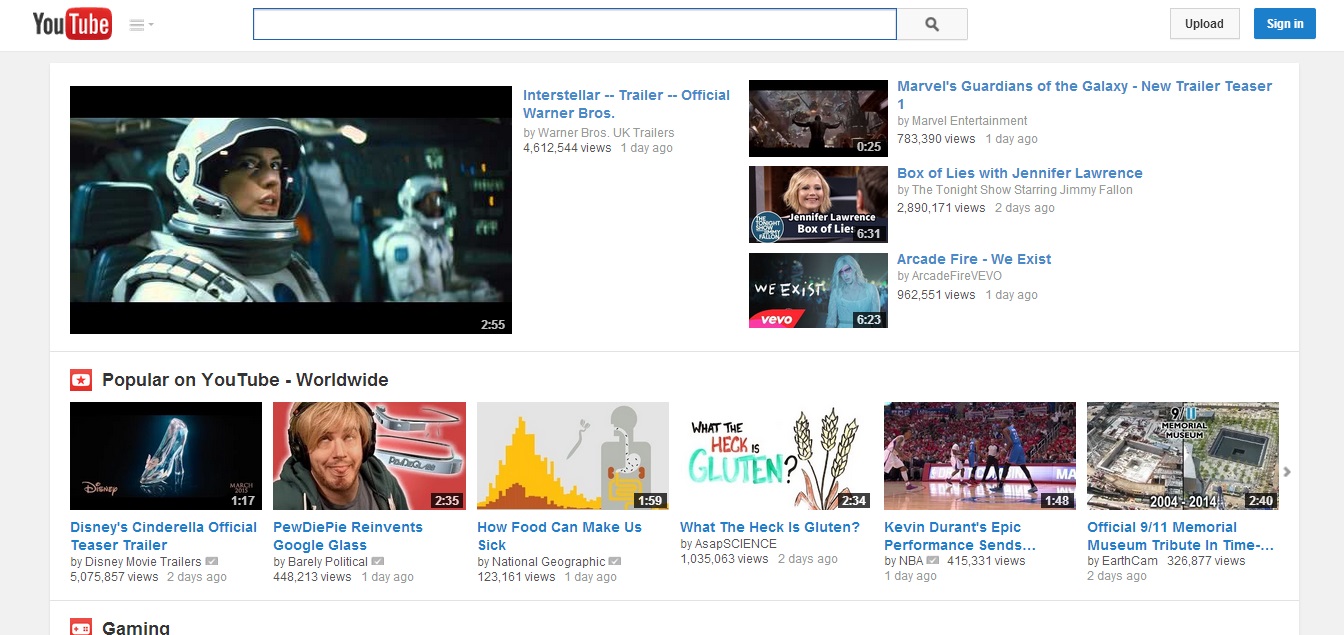 YouTube
Upload
Sign in
2:55
Interstellar -- Trailer -- Official
Warner Bros.
by Warner Bros. UK Trailers
4,612,544 views 1 day ago
0:25
Marvel's Guardians of the Galaxy - New Trailer Teaser
1
by Marvel Entertainment
783,390 views 1 day ago
THE
TONIGHT
SHOW
JIMMY
FALLON
Jennifer Lawrence
Box of Lies
6:31
Box of Lies with Jennifer Lawrence
by The Tonight Show Starring Jimmy Fallon
2,890,171 views 2 days ago
WE EXIST
vevo
6:23
Arcade Fire - We Exist
by ArcadeFireVEVO
962,551 views 1 day ago
Popular on YouTube - Worldwide
Disney
MARCH
2015
1:17
Disney's Cinderella Official
Teaser Trailer
by Disney Movie Trailers
5,075,857 views 2 days ago
PewDGlass
2:35
PewDiePie Reinvents
Google Glass
by Barely Political
448,213 views 1 day ago
1:59
How Food Can Make Us
Sick
by National Geographic
123,161 views 1 day ago
WHAT THE
HECK IS
GLUTEN?
2:34
What The Heck Is Gluten?
by AsapSCIENCE
1,035,063 views 2 days ago
MA
1:48
Kevin Durant's Epic
Performance Sends...
by NBA 415,331 views
1 day ago
9/11
MEMORIAL
MUSEUM
2004 - 2014
2:40
Official 9/11 Memorial
Museum Tribute In Time-...
by EarthCam 326,877 views
2 days ago
Gaming